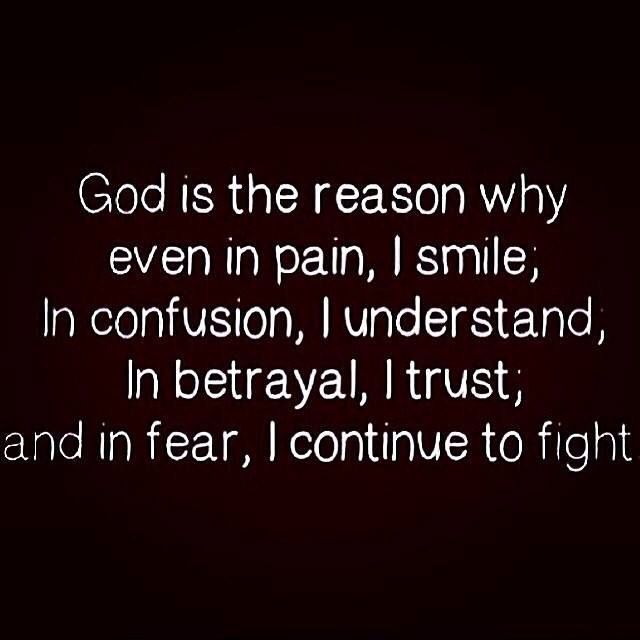 God is the reason why
even in pain, I smile;
In confusion, I understand;
In betrayal, I trust;
and in fear, I continue to fight